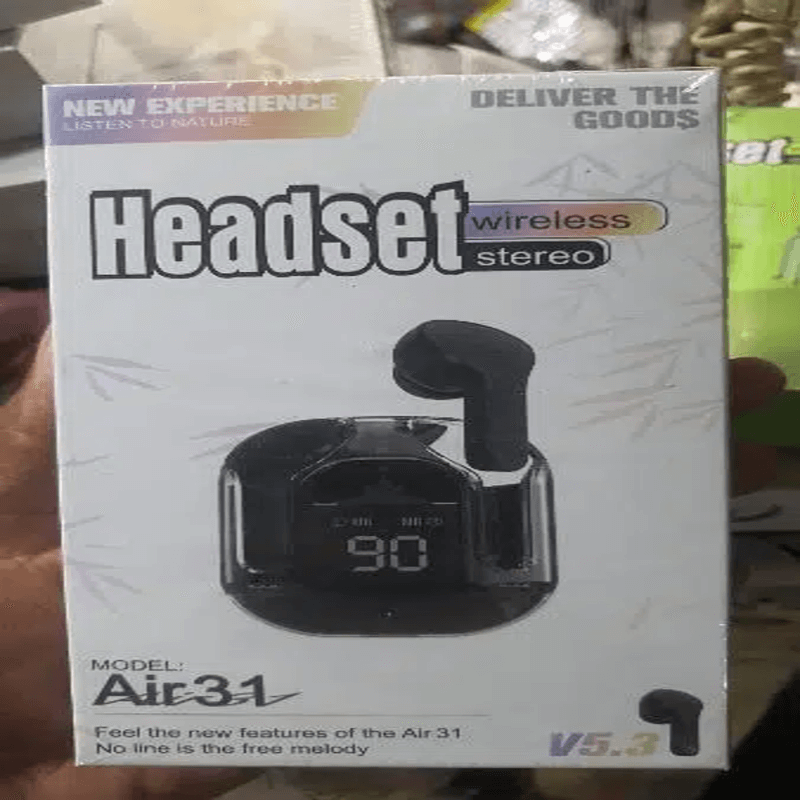 NEW EXPERIENCE
LISTEN TO NATURE
DELIVER THE
GOOD$
Headset
wireless
stereo
90
MODEL:
Air31
Feel the new features of the Air 31
No line is the free melody
V5.3